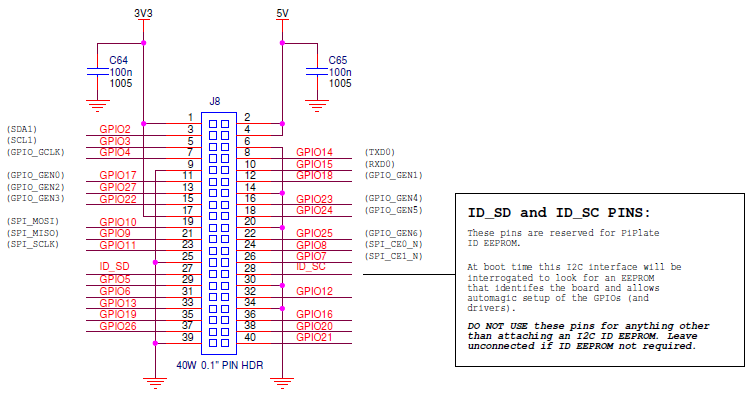 3V3 5V
C64 C65
100n 100n
1005 1005
J8
1 2
(SDA1) GPIO2 3 4
(SCL1) GPIO3 5 6
(GPIO_GCLK) GPIO4 7 8 GPIO14 (TXD0)
9 10 GPIO15 (RXD0)
(GPIO_GEN0) GPIO17 11 12 GPIO18 (GPIO_GEN1)
(GPIO_GEN2) GPIO27 13 14
(GPIO_GEN3) GPIO22 15 16 GPIO23 (GPIO_GEN4)
17 18 GPIO24 (GPIO_GEN5)
(SPI_MOSI) GPIO10 19 20
(SPI_MISO) GPIO9 21 22 GPIO25 (GPIO_GEN6)
(SPI_SCLK) GPIO11 23 24 GPIO8 (SPI_CE0_N)
25 26 GPIO7 (SPI_CE1_N)
ID_SD 27 28 ID_SC
GPIO5 29 30
GPIO6 31 32 GPIO12
GPIO13 33 34
GPIO19 35 36 GPIO16
GPIO26 37 38 GPIO20
39 40 GPIO21
40W 0.1" PIN HDR
ID_SD and ID_SC PINS:
These pins are reserved for PiPlate
ID EEPROM.
At boot time this I2C interface will be
interrogated to look for an EEPROM
that identifes the board and allows
automagic setup of the GPIOs (and
drivers).
DO NOT USE these pins for anything other
than attaching an I2C ID EEPROM. Leave
unconnected if ID EEPROM not required.